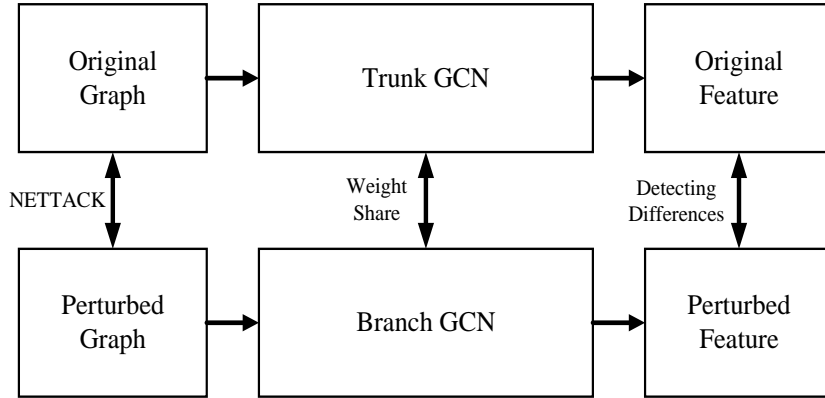 Original
Graph
Trunk GCN
Original
Feature
NETTACK
Weight
Share
Detecting
Differences
Perturbed
Graph
Branch GCN
Perturbed
Feature